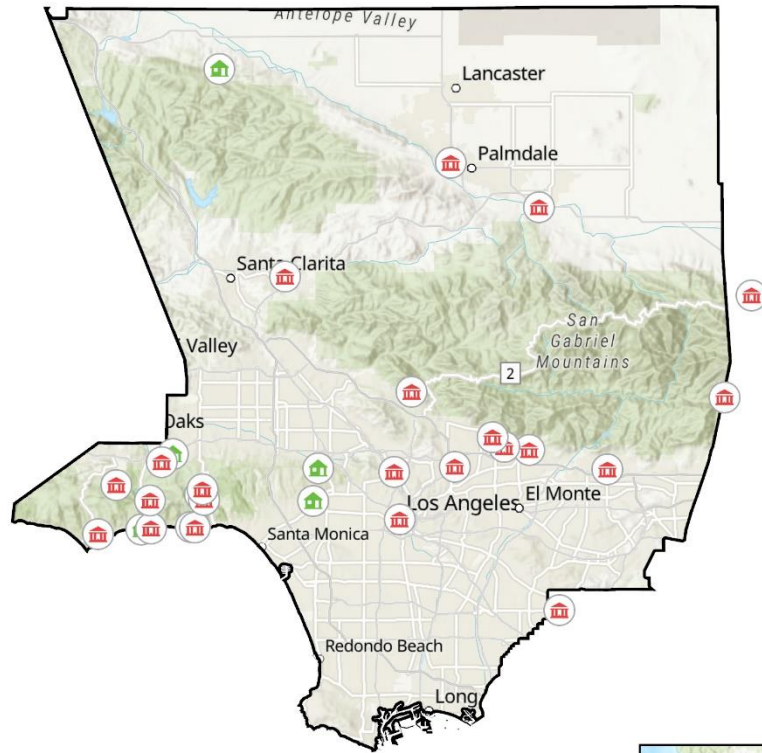 Antelope Valley
Lancaster
Palmdale
Santa Clarita
San
Gabriel
Mountains
Valley
2
Oaks
Los Angeles
El Monte
Santa Monica
Redondo Beach
Long